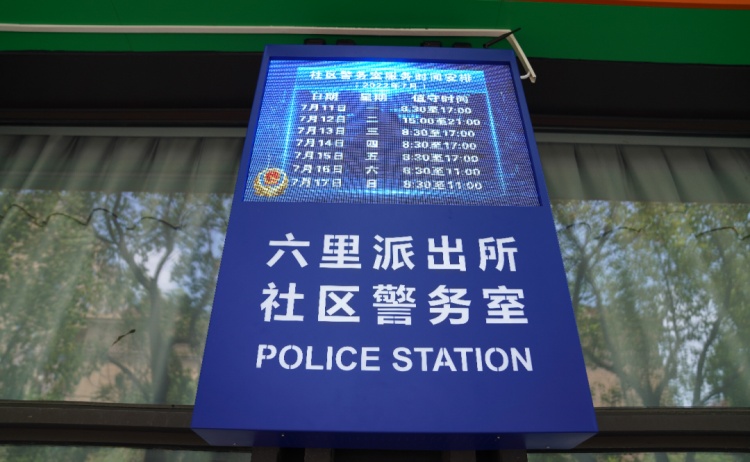 社区警务室服务时间安排
(2022年7月)
日期 星期 值守时间
7月11日 一 8:30至17:00
7月12日 二 15:00至21:00
7月13日 三 8:30至17:00
7月14日 四 8:30至17:00
7月15日 五 8:30至17:00
7月16日 六 8:30至11:00
7月17日 日 8:30至11:00
六里派出所
社区警务室
POLICE STATION